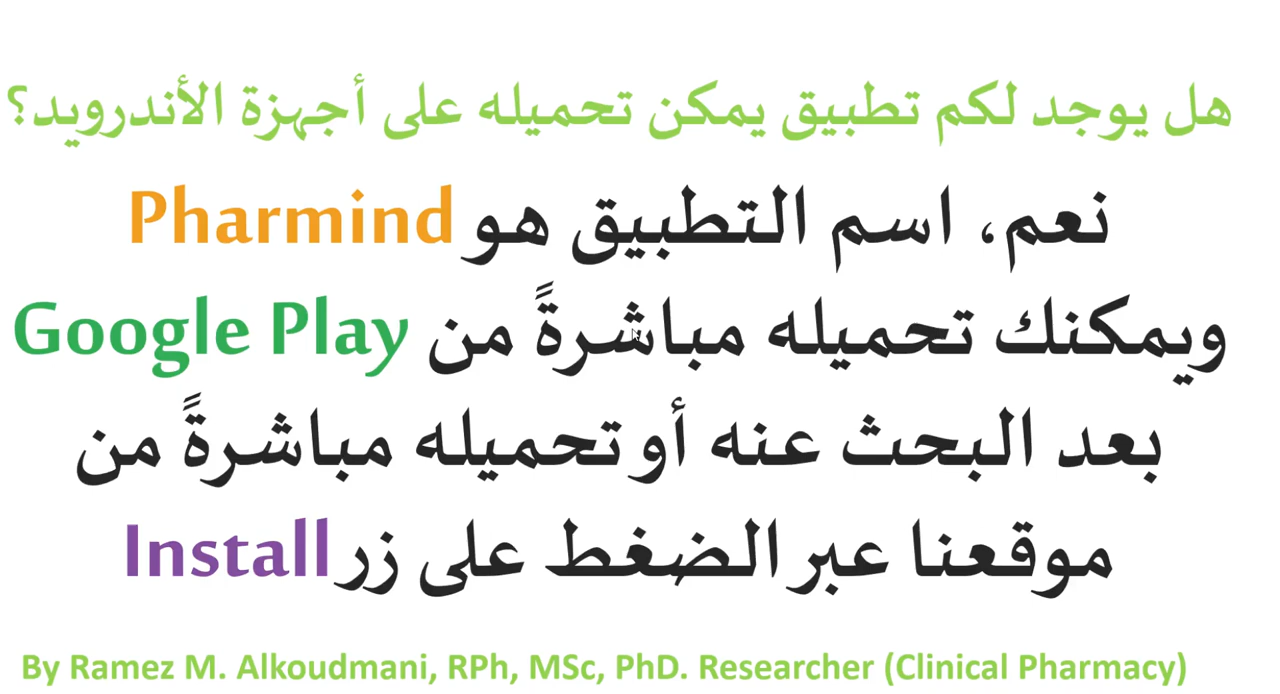 هل يوجد لكم تطبيق يمكن تحميله على أجهزة الأندرويد؟
نعم، اسم التطبيق هو Pharmind
ويمكنك تحميله مباشرةً من Google Play
بعد البحث عنه أو تحميله مباشرةً من
موقعنا عبر الضغط على زر Install
By Ramez M. Alkoudmani, RPh, MSc, PhD. Researcher (Clinical Pharmacy)